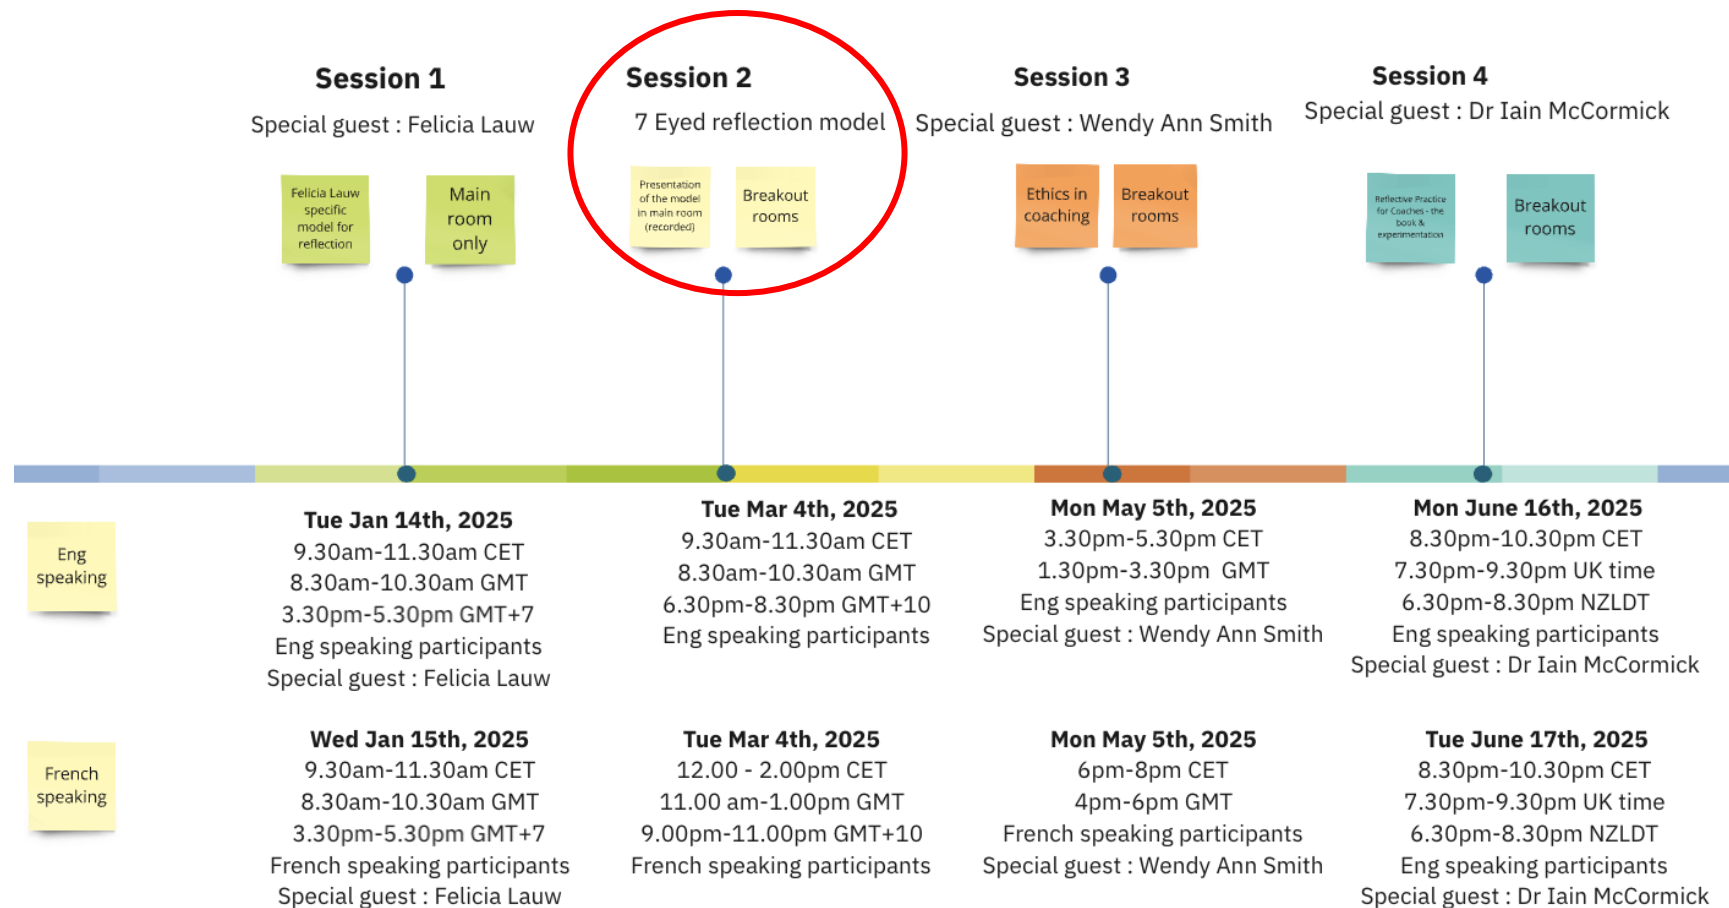 Session 1
Special guest : Felicia Lauw
Felicia Lauw
specific
model for
reflection
Main
room
only
Session 2
7 Eyed reflection model
Presentation
of the model
in main room
(recorded)
Breakout
rooms
Session 3
Special guest : Wendy Ann Smith
Ethics in
coaching
Breakout
rooms
Session 4
Special guest : Dr Iain McCormick
Reflective Practice
for Coaches - the
book &
experimentation
Breakout
rooms
Eng
speaking
Tue Jan 14th, 2025
9.30am-11.30am CET
8.30am-10.30am GMT
3.30pm-5.30pm GMT+7
Eng speaking participants
Special guest : Felicia Lauw
Tue Mar 4th, 2025
9.30am-11.30am CET
8.30am-10.30am GMT
6.30pm-8.30pm GMT+10
Eng speaking participants
Mon May 5th, 2025
3.30pm-5.30pm CET
1.30pm-3.30pm GMT
Eng speaking participants
Special guest : Wendy Ann Smith
Mon June 16th, 2025
8.30pm-10.30pm CET
7.30pm-9.30pm UK time
6.30pm-8.30pm NZLDT
Eng speaking participants
Special guest : Dr Iain McCormick
French
speaking
Wed Jan 15th, 2025
9.30am-11.30am CET
8.30am-10.30am GMT
3.30pm-5.30pm GMT+7
French speaking participants
Special guest : Felicia Lauw
Tue Mar 4th, 2025
12.00 - 2.00pm CET
11.00 am-1.00pm GMT
9.00pm-11.00pm GMT+10
French speaking participants
Mon May 5th, 2025
6pm-8pm CET
4pm-6pm GMT
French speaking participants
Special guest : Wendy Ann Smith
Tue June 17th, 2025
8.30pm-10.30pm CET
7.30pm-9.30pm UK time
6.30pm-8.30pm NZLDT
Eng speaking participants
Special guest : Dr Iain McCormick